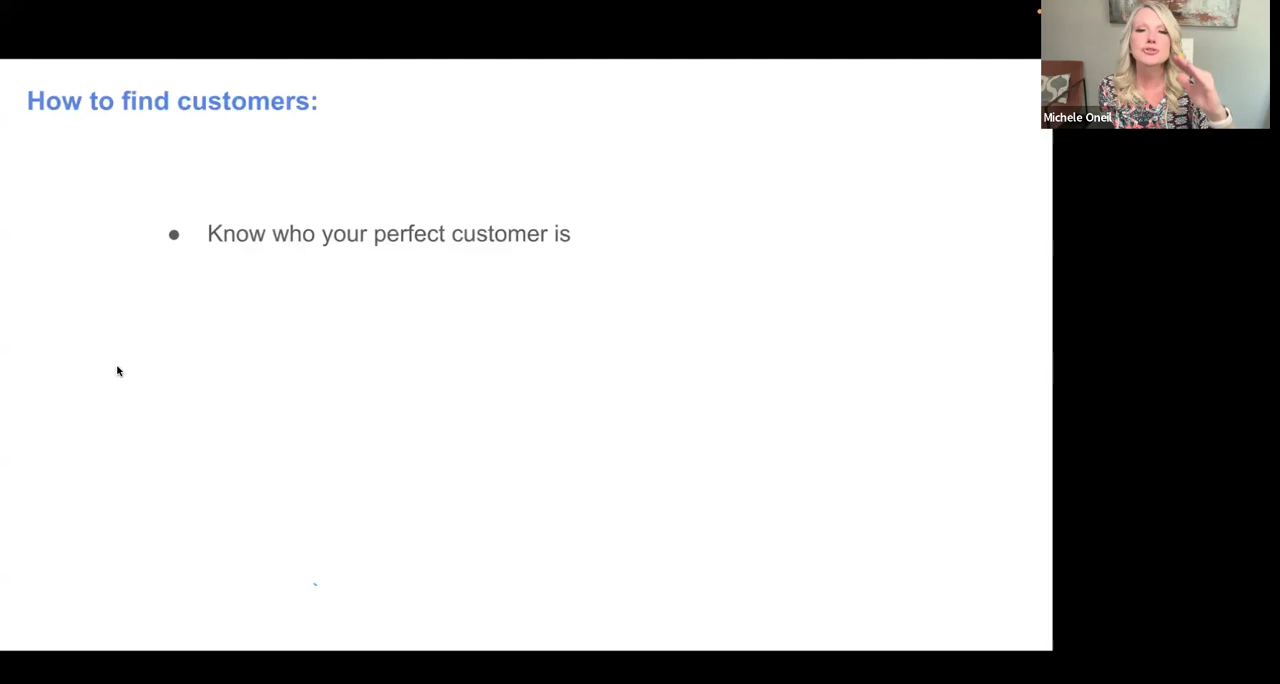 How to find customers:
Michele Oneil
● Know who your perfect customer is